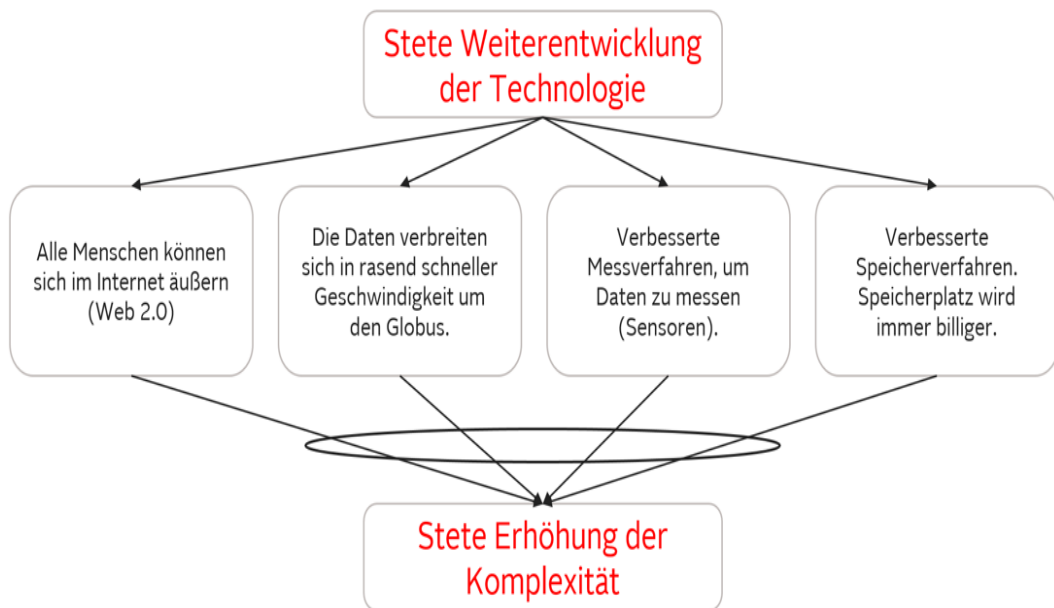 Stete Weiterentwicklung
der Technologie
Alle Menschen können
sich im Internet äußern
(Web 2.0)
Die Daten verbreiten
sich in rasend schneller
Geschwindigkeit um
den Globus.
Verbesserte
Messverfahren, um
Daten zu messen
(Sensoren).
Verbesserte
Speicherverfahren.
Speicherplatz wird
immer billiger.
Stete Erhöhung der
Komplexität